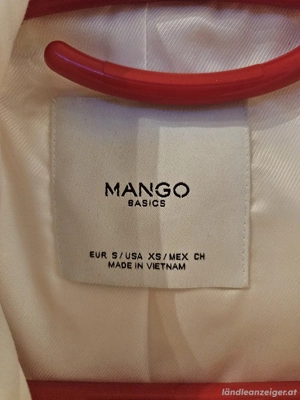 MANGO
BASICS
EUR S/USA XS/MEX CH
MADE IN VIETNAM
ländleanzeiger.at